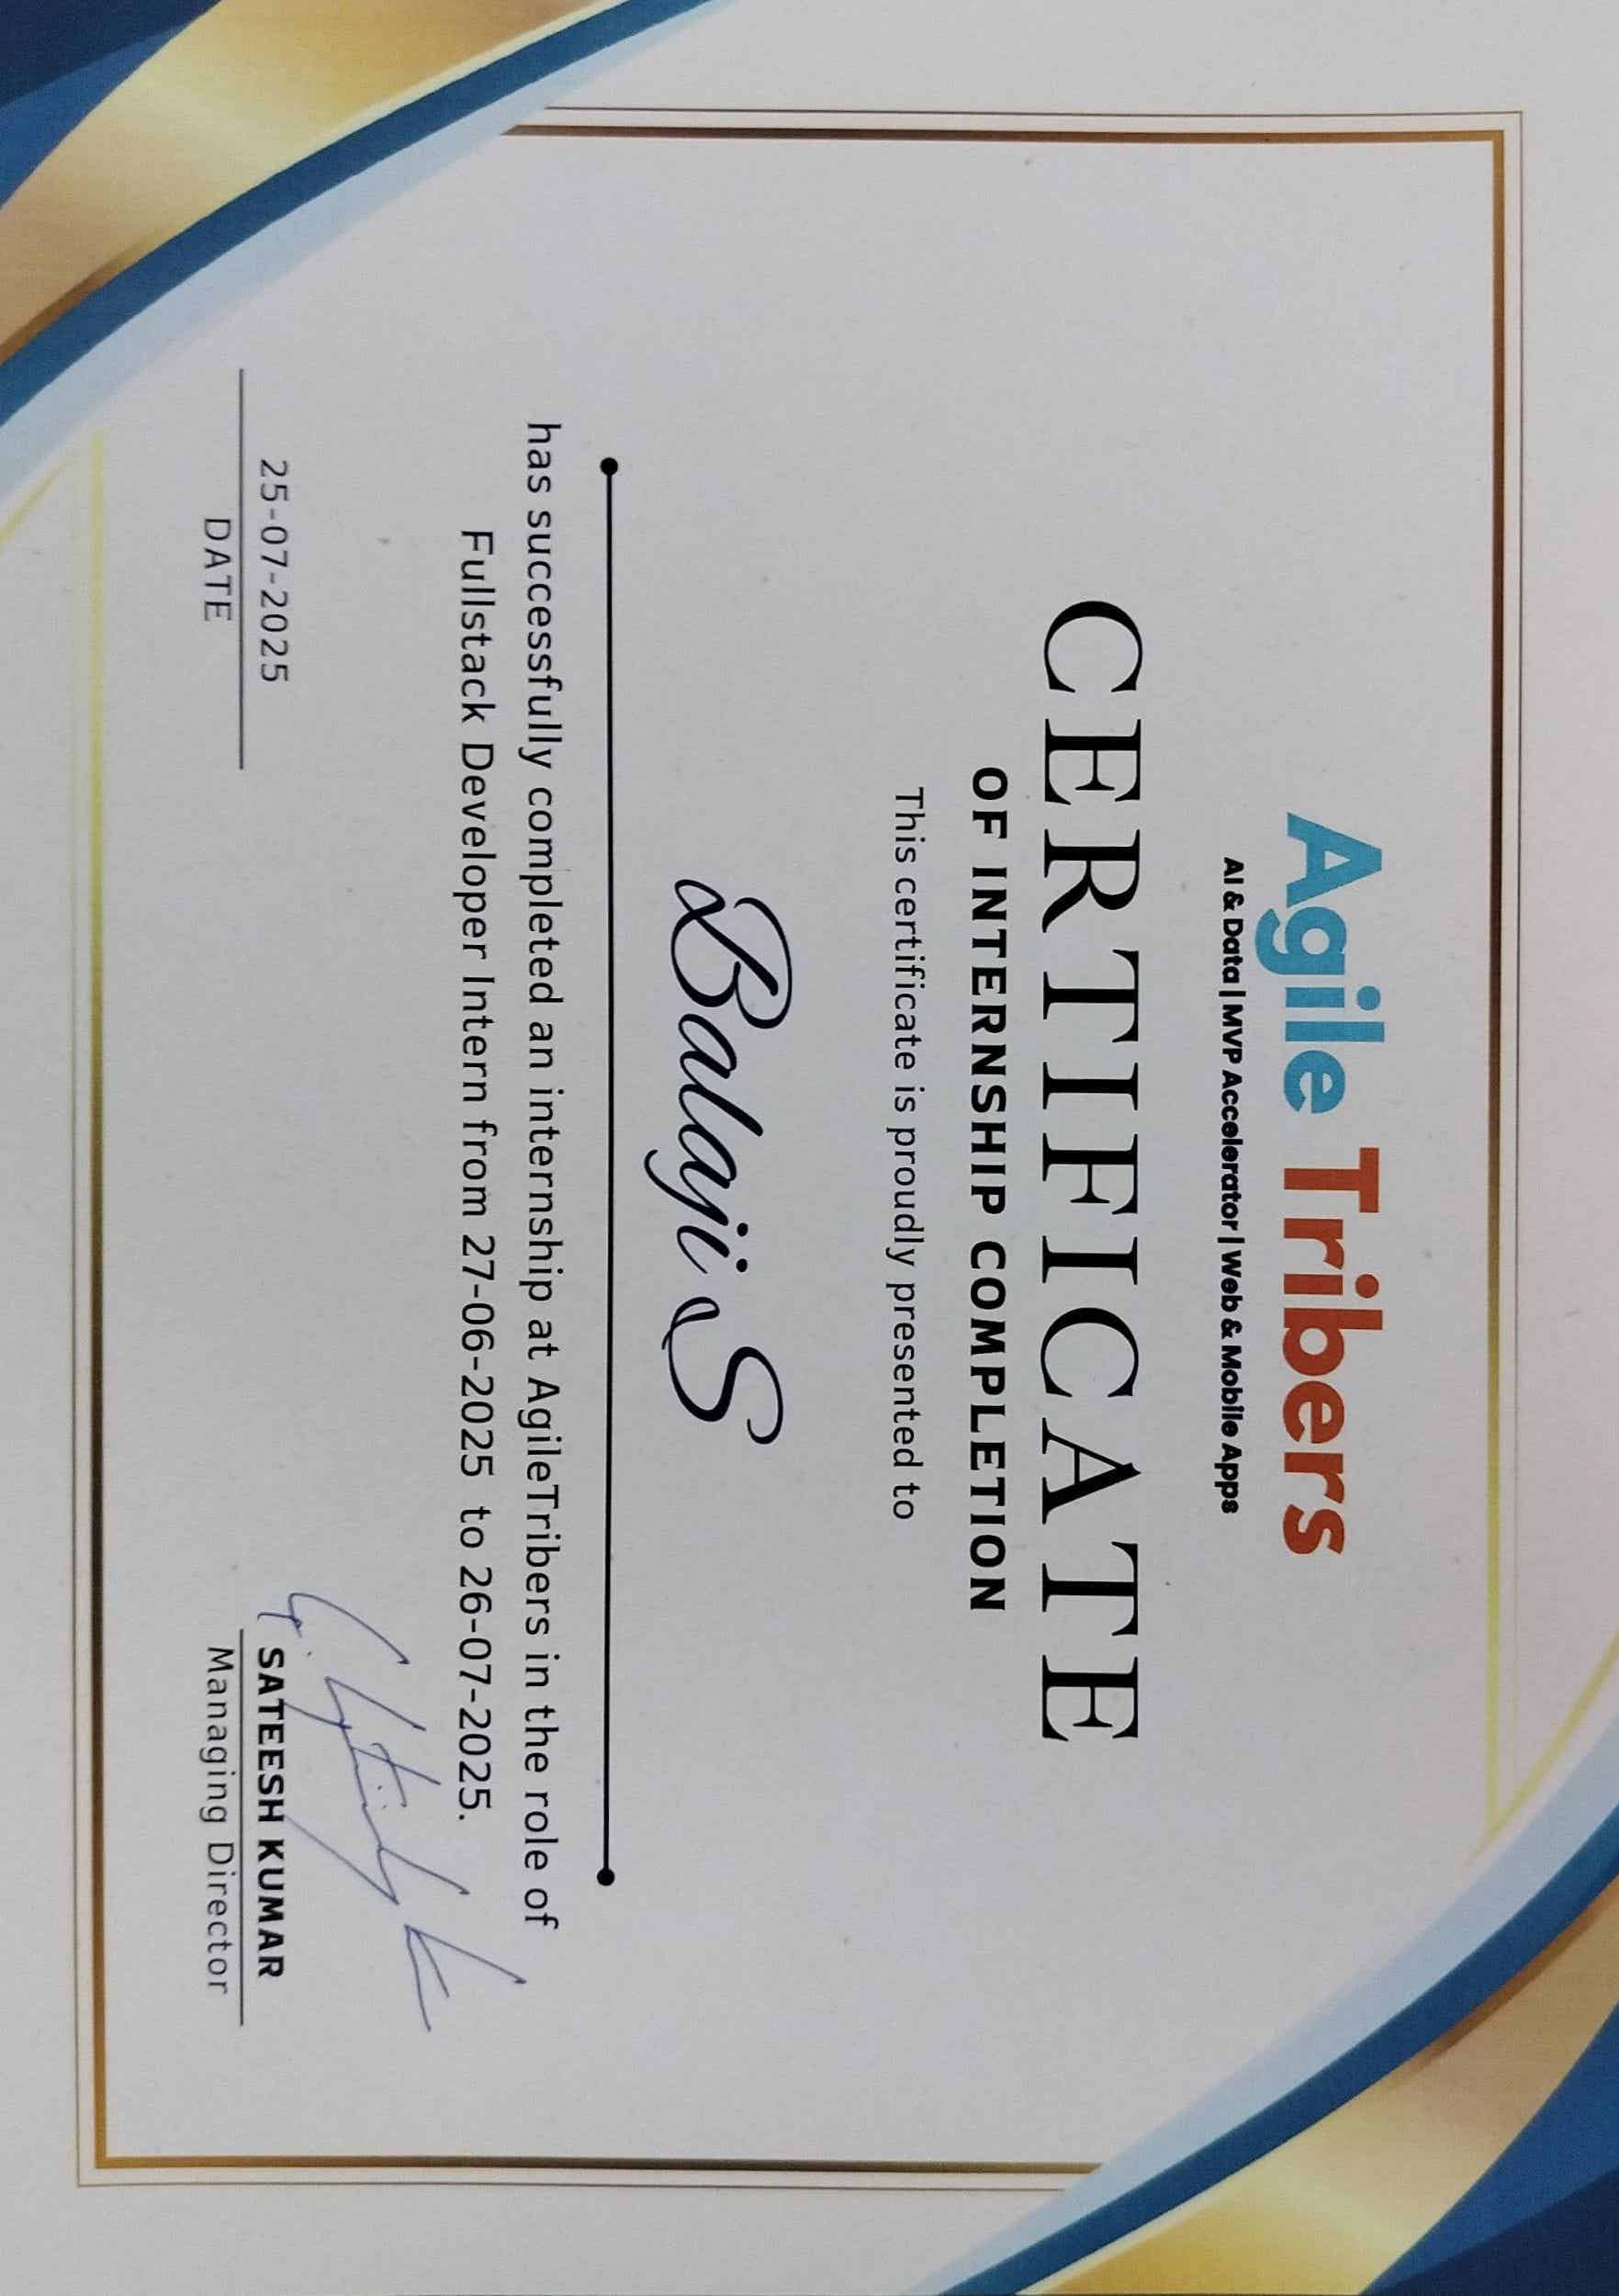 Agile Tribers
AI & Data | MVP Accelerator | Web & Mobile Apps
CERTIFICATE
OF INTERNSHIP COMPLETION
This certificate is proudly presented to
Balaji S
has successfully completed an internship at AgileTribers in the role of
Fullstack Developer Intern from 27-06-2025 to 26-07-2025.
25-07-2025
DATE
SATEESH KUMAR
Managing Director